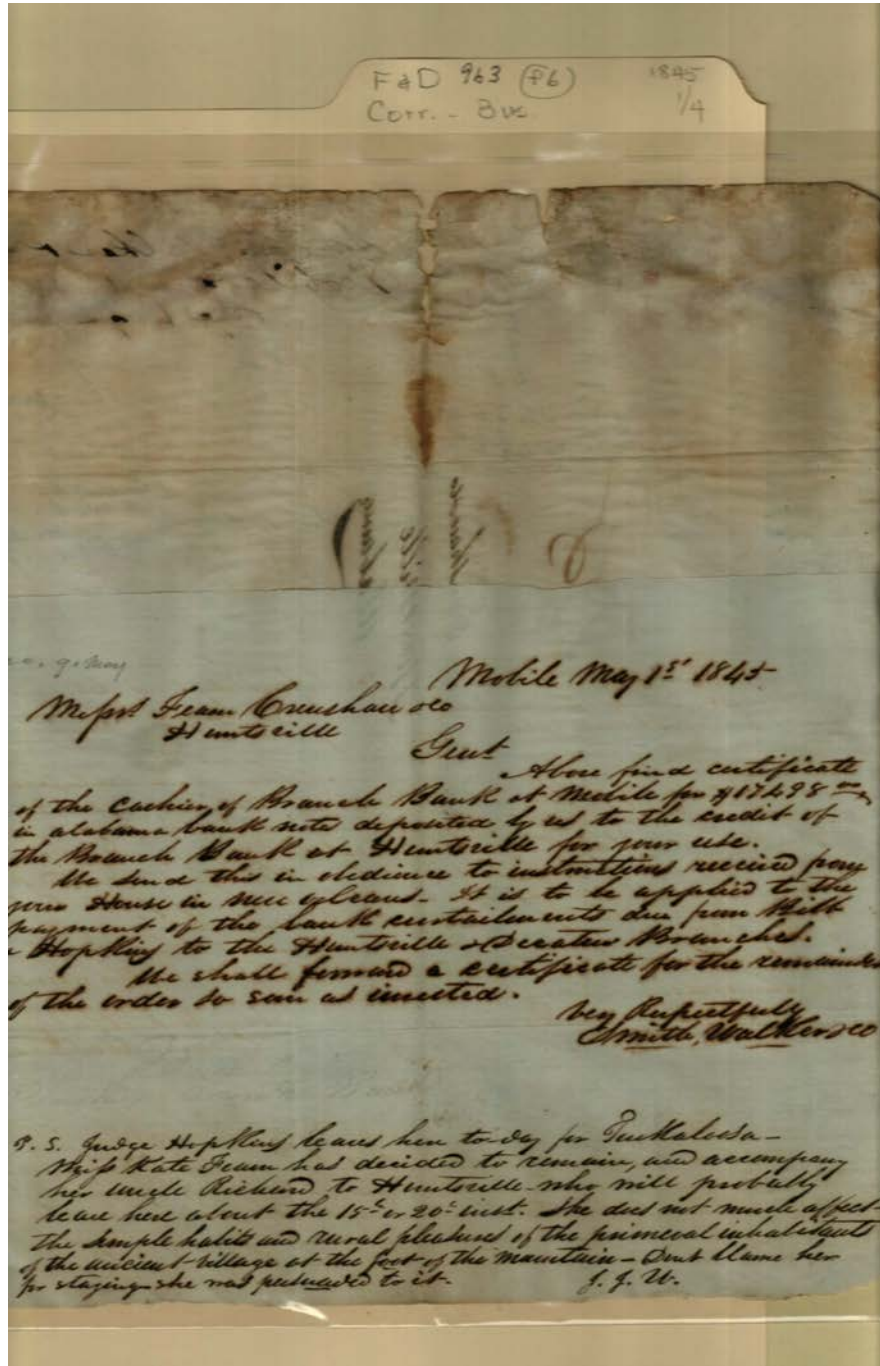 F & D 963 (f6) 1845
Corr. - Bus. 1/4
Mobile May 1st 1845
Messrs Fearn Crenshaw & co
Huntsville
Gent
Above find certificate
of the cashier of Branch Bank at Mobile for $17498
in alabama bank note deposited by us to the credit of
the Branch Bank at Huntsville for your use.
We send this in obedience to instructions received from
your House in new orleans. It is to be applied to the
payment of the bank curtailments due from Bibb
& Hopkins to the Huntsville & Decatur Branches.
We shall forward a certificate for the remainder
of the order so soon as invested.
Very Respectfully
Smith, Walker & co
P. S. Judge Hopkins leaves here to-day for Tuskaloosa -
Miss Kate Fearn has decided to remain, and accompany
her uncle Richard to Huntsville - who will probably
leave here about the 15th or 20th inst. She does not much affect
the simple habits and rural pleasures of the primeval inhabitants
of the ancient village at the foot of the mountain - Dont blame her
for staying - she was persuaded to it. J. J. W.